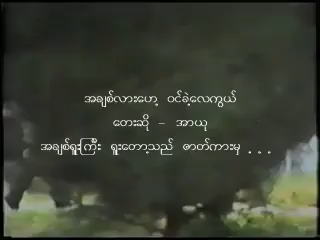 အချစ်လားဟေ့ ဝင်ခဲ့လေကွယ်
တေးဆို - အာယု
အချစ်ရူးကြီး ရူးတော့သည် ဇာတ်ကားမှ . . .